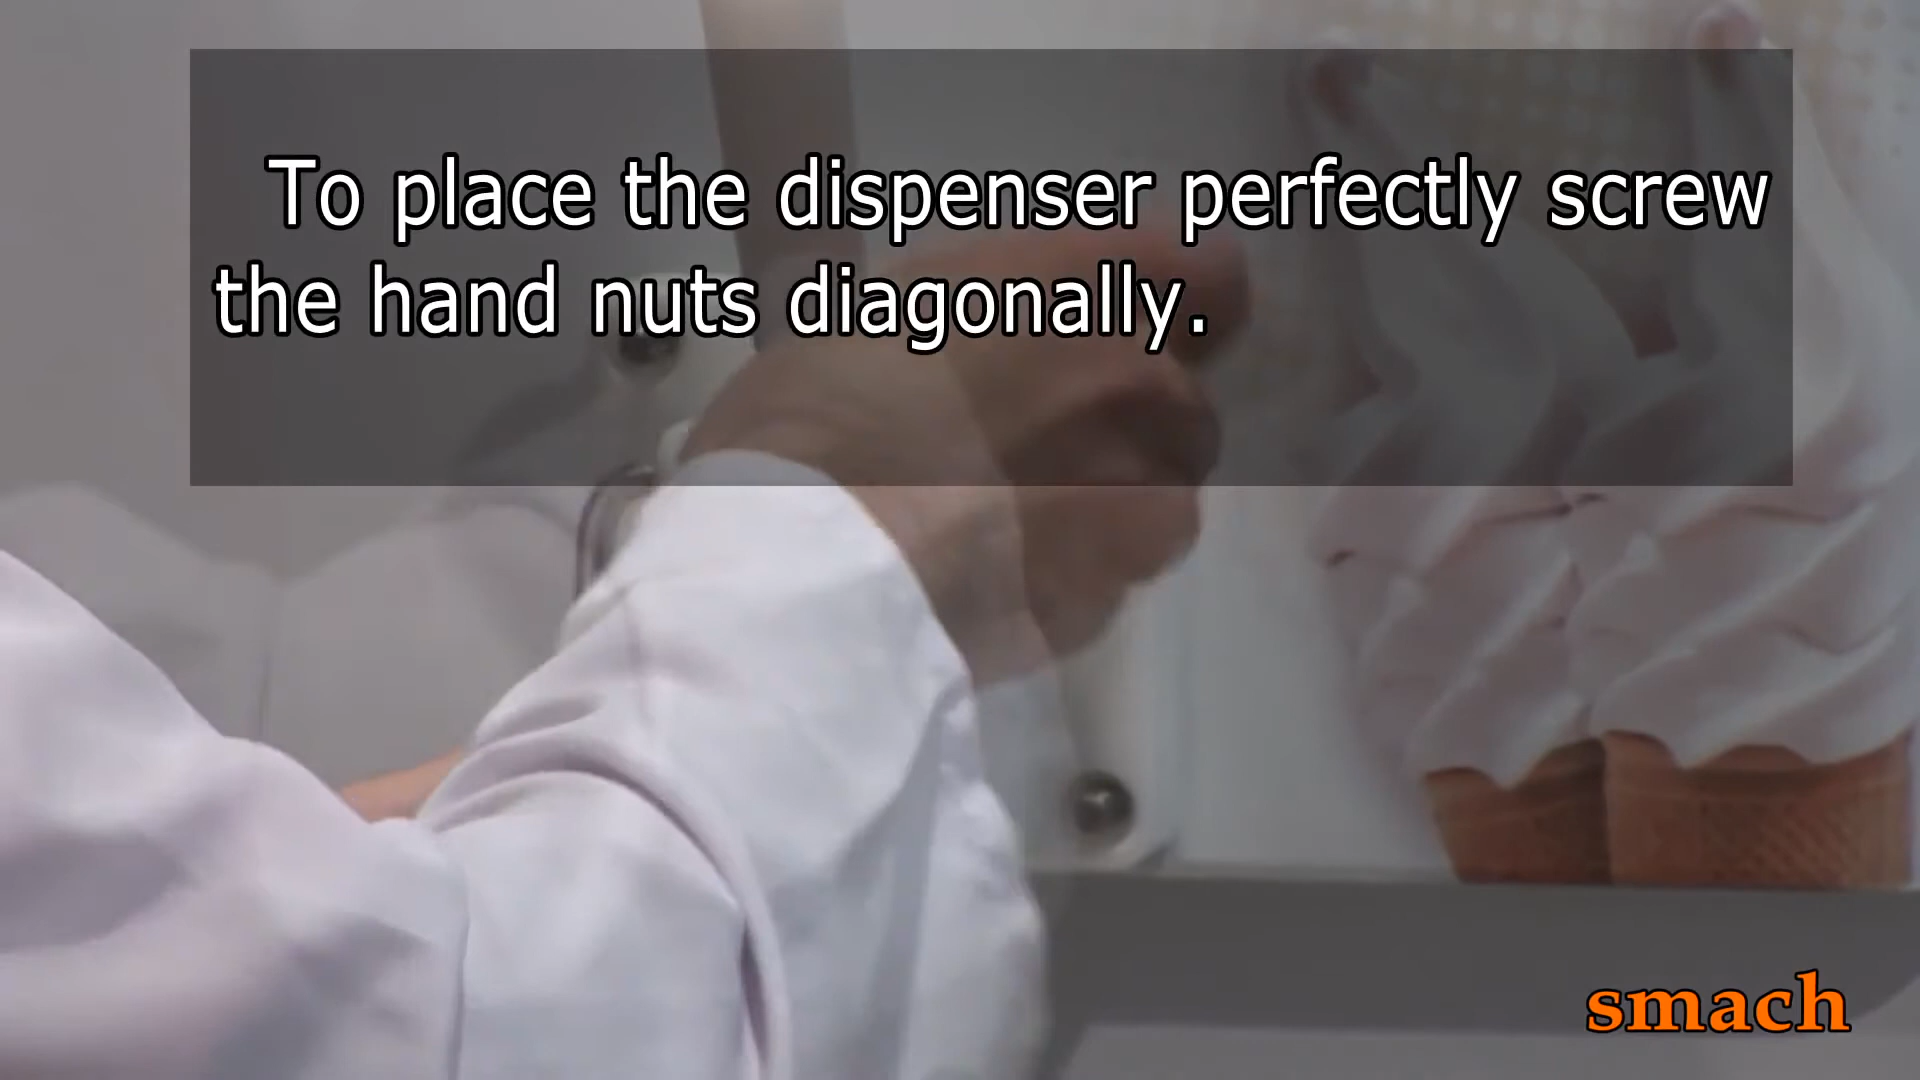 To place the dispenser perfectly screw
the hand nuts diagonally.
smach